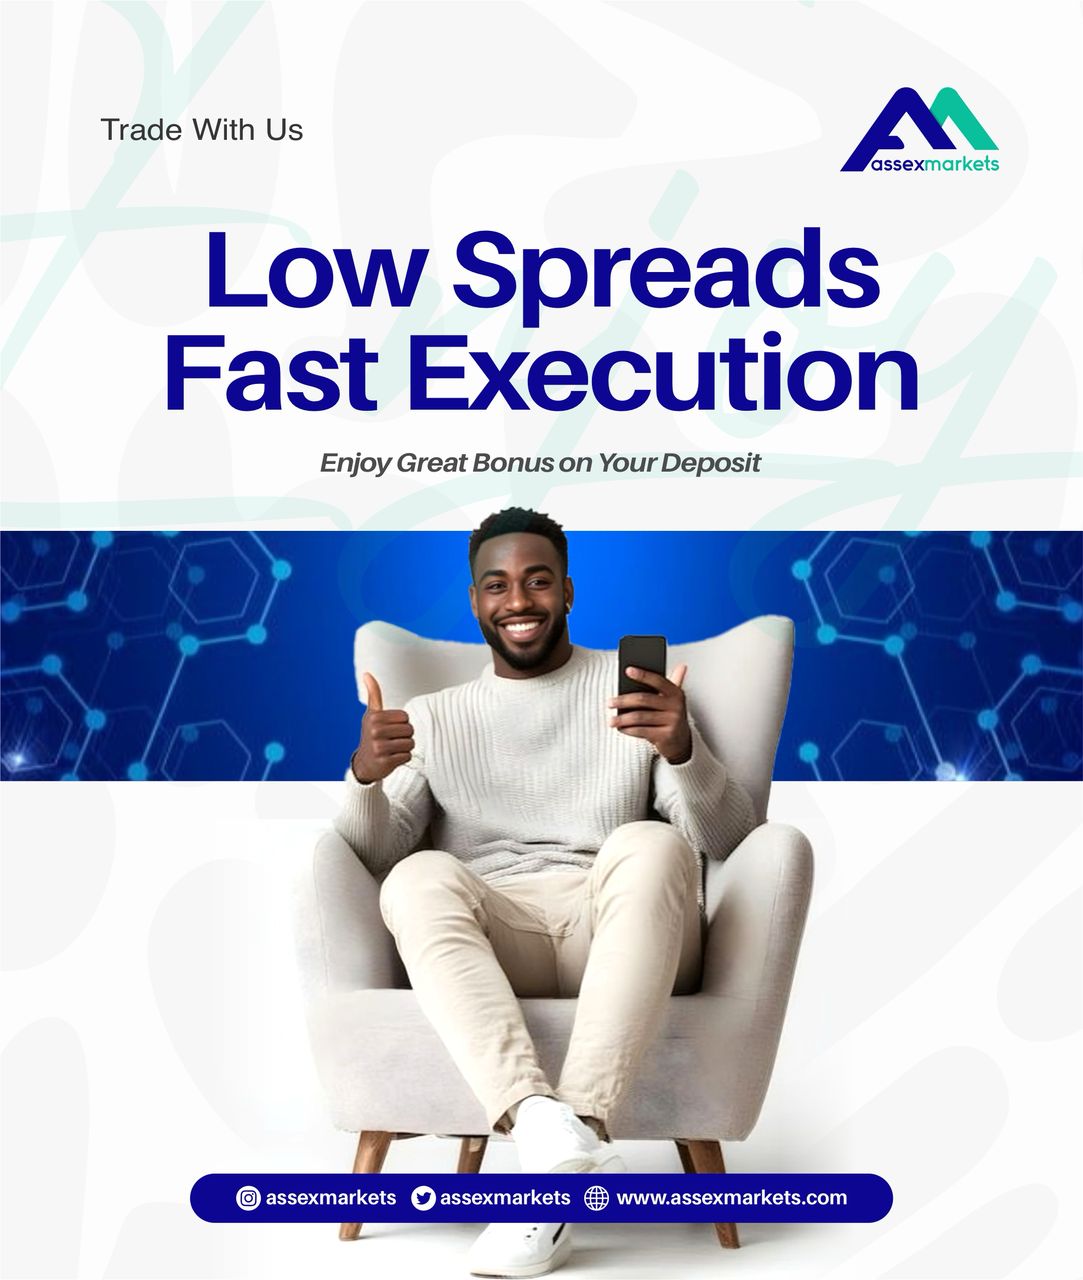 Trade With Us
assexmarkets
Low Spreads
Fast Execution
Enjoy Great Bonus on Your Deposit
assexmarkets assexmarkets www.assexmarkets.com